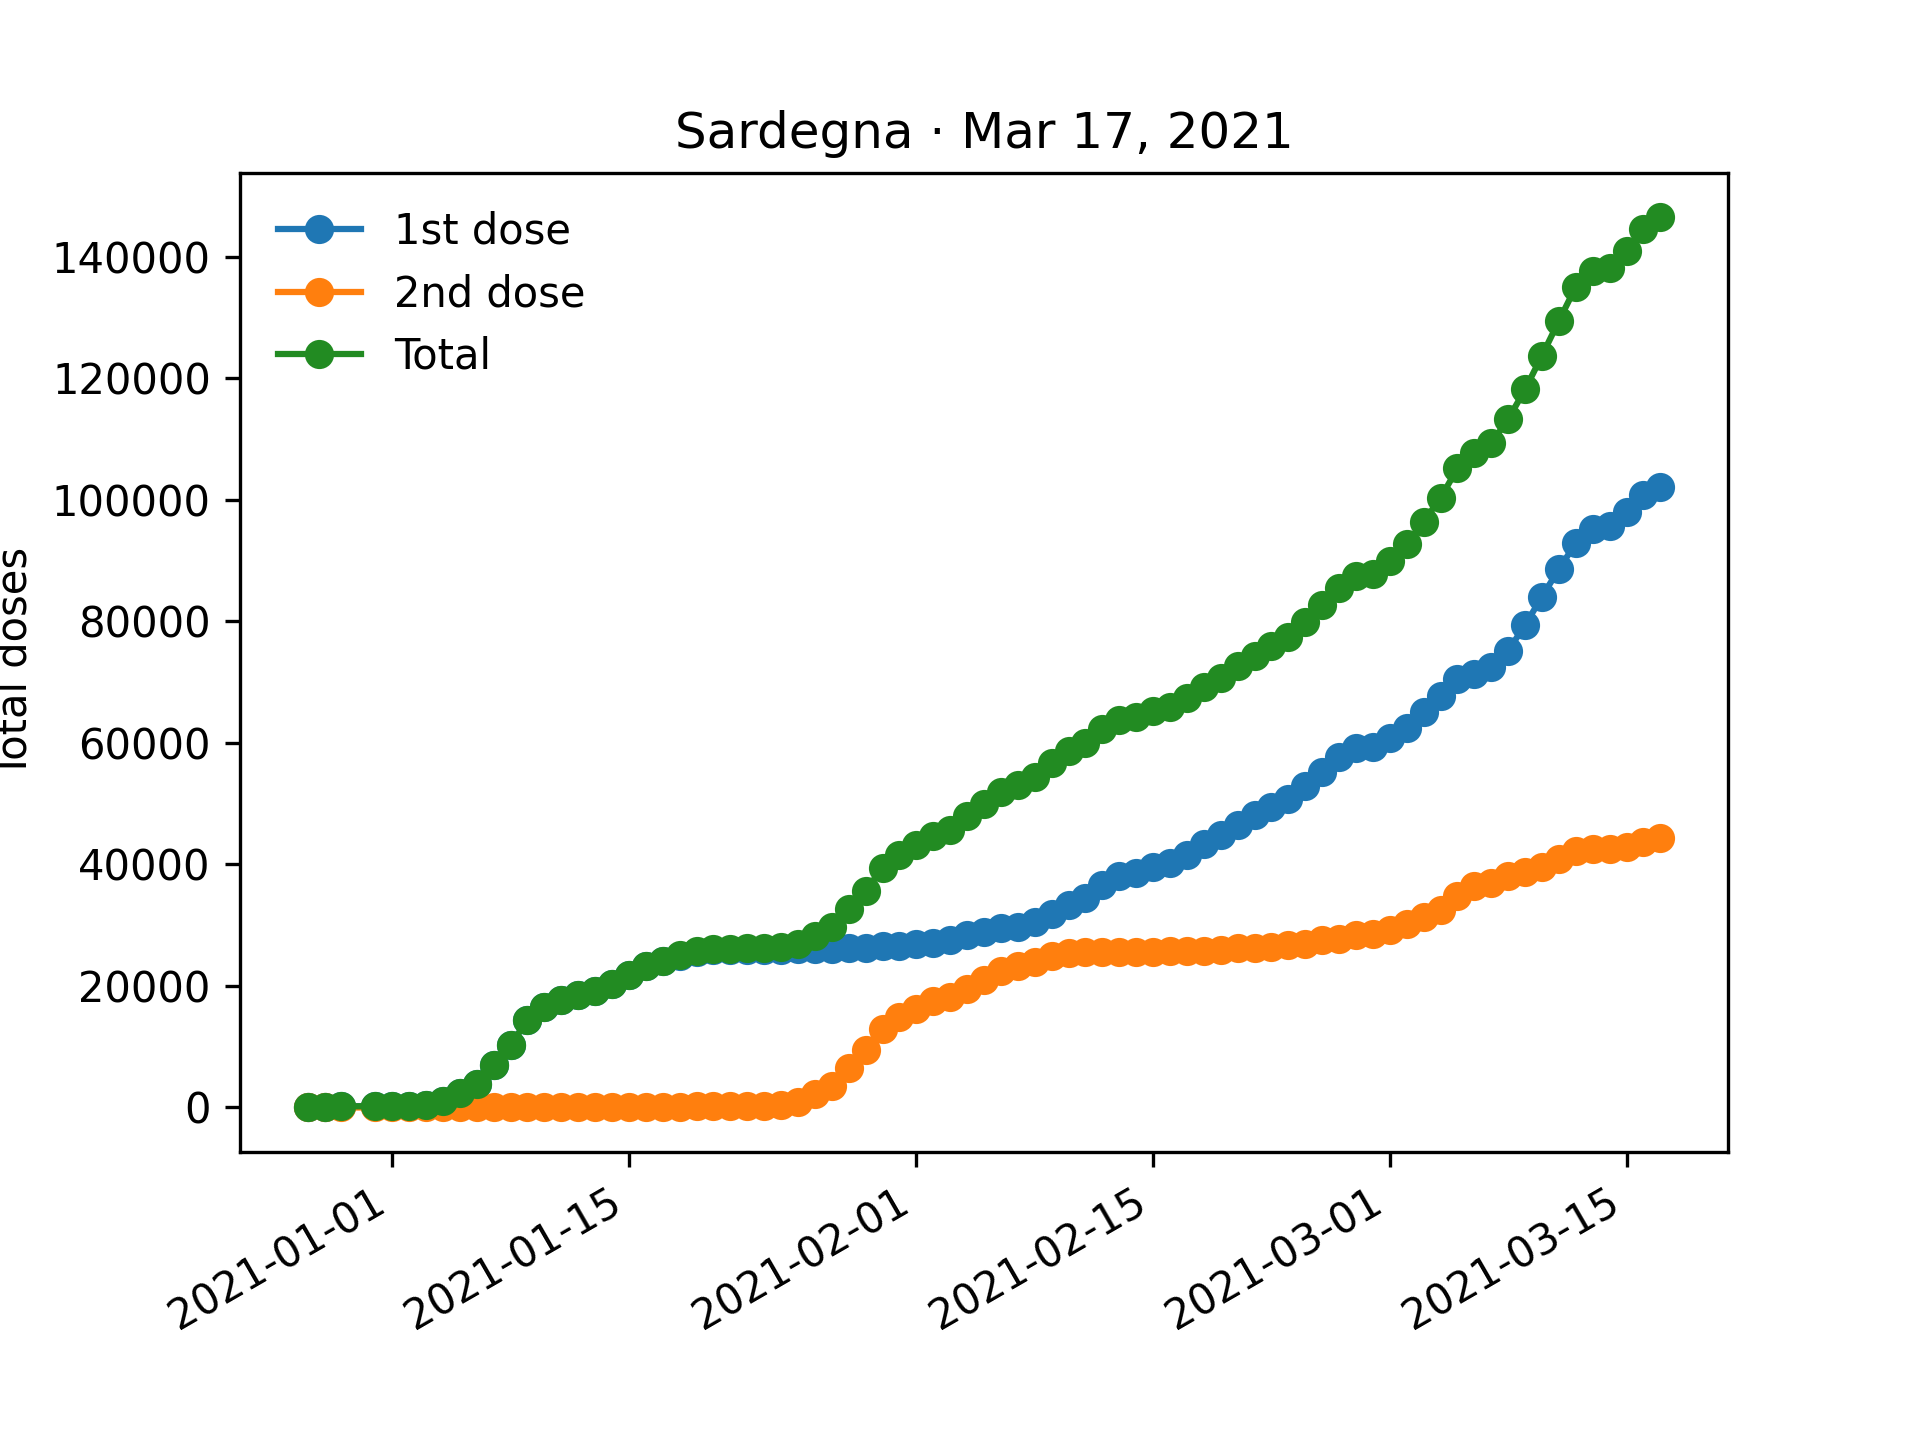 Sardegna · Mar 17, 2021
1st dose
2nd dose
Total
140000
120000
100000
80000
60000
40000
20000
0
Total doses
2021-01-01
2021-01-15
2021-02-01
2021-02-15
2021-03-01
2021-03-15